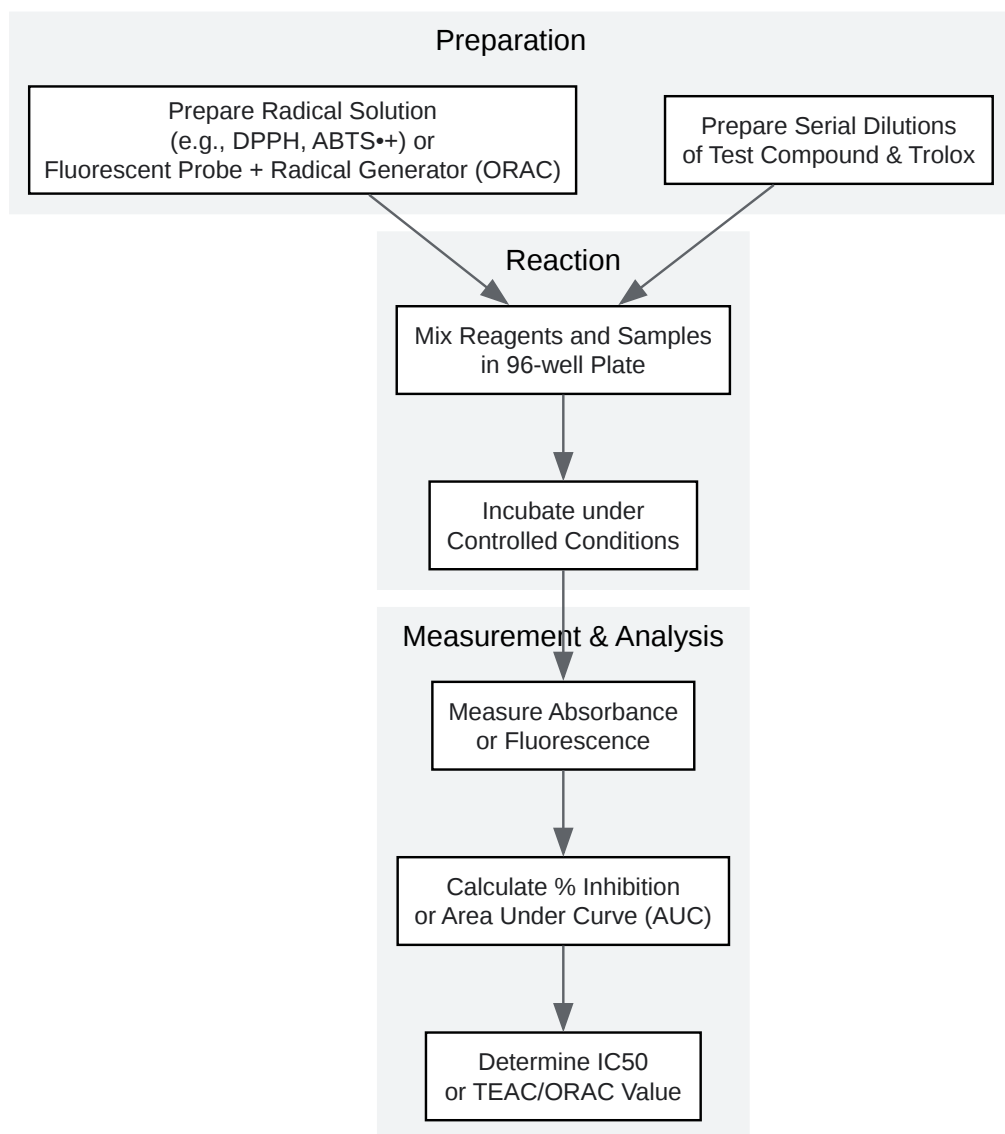 Preparation
Prepare Radical Solution
(e.g., DPPH, ABTS•+) or
Fluorescent Probe + Radical Generator (ORAC)
Prepare Serial Dilutions
of Test Compound & Trolox
Reaction
Mix Reagents and Samples
in 96-well Plate
Incubate under
Controlled Conditions
Measurement & Analysis
Measure Absorbance
or Fluorescence
Calculate % Inhibition
or Area Under Curve (AUC)
Determine IC50
or TEAC/ORAC Value